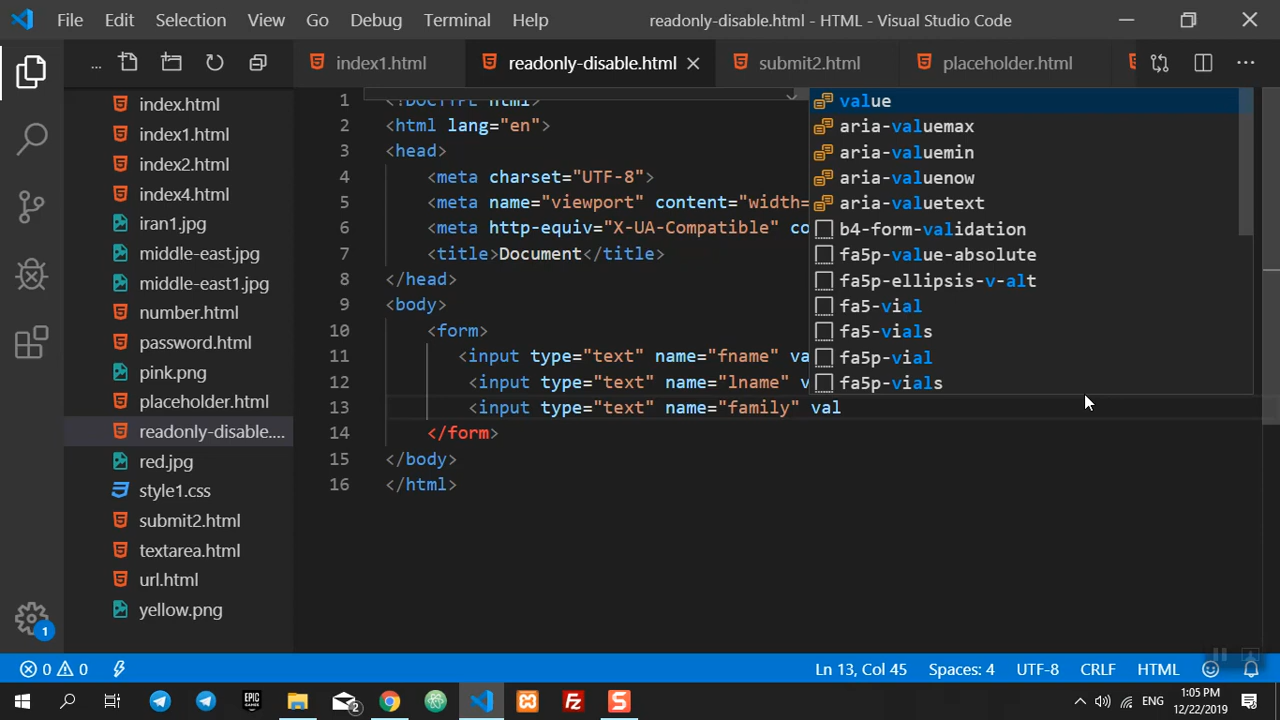 File Edit Selection View Go Debug Terminal Help readonly-disable.html - HTML - Visual Studio Code
... index1.html readonly-disable.html submit2.html placeholder.html ...
index.html
index1.html
index2.html
index4.html
iran1.jpg
middle-east.jpg
middle-east1.jpg
number.html
password.html
pink.png
placeholder.html
readonly-disable....
red.jpg
style1.css
submit2.html
textarea.html
url.html
yellow.png
1
1 <!DOCTYPE html>
2 <html lang="en">
3 <head>
4 <meta charset="UTF-8">
5 <meta name="viewport" content="width=
6 <meta http-equiv="X-UA-Compatible" co
7 <title>Document</title>
8 </head>
9 <body>
10 <form>
11 <input type="text" name="fname" va
12 <input type="text" name="lname" v
13 <input type="text" name="family" val
14 </form>
15 </body>
16 </html>
value
aria-valuemax
aria-valuemin
aria-valuenow
aria-valuetext
b4-form-validation
fa5p-value-absolute
fa5p-ellipsis-v-alt
fa5-vial
fa5-vials
fa5p-vial
fa5p-vials
0 0 Ln 13, Col 45 Spaces: 4 UTF-8 CRLF HTML
EPIC GAMES 2 Fz S ENG 1:05 PM
12/22/2019